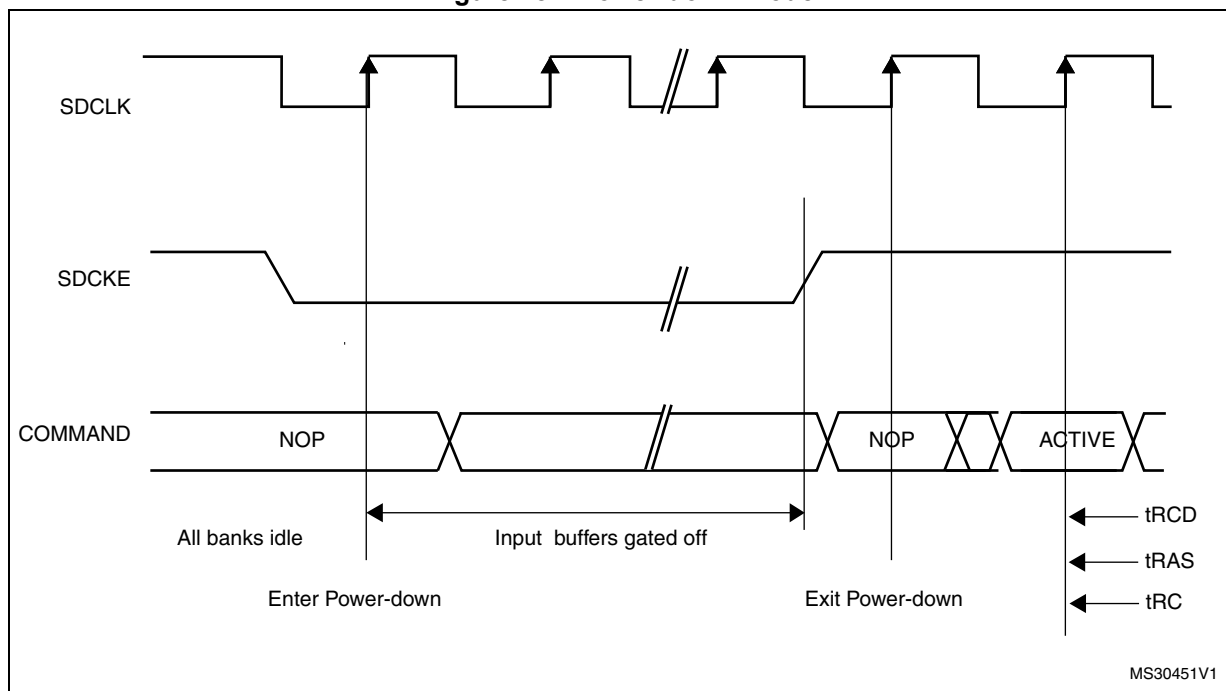 SDCLK
SDCKE
COMMAND
NOP
NOP
ACTIVE
All banks idle
Input buffers gated off
tRCD
tRAS
Enter Power-down
Exit Power-down
tRC
MS30451V1